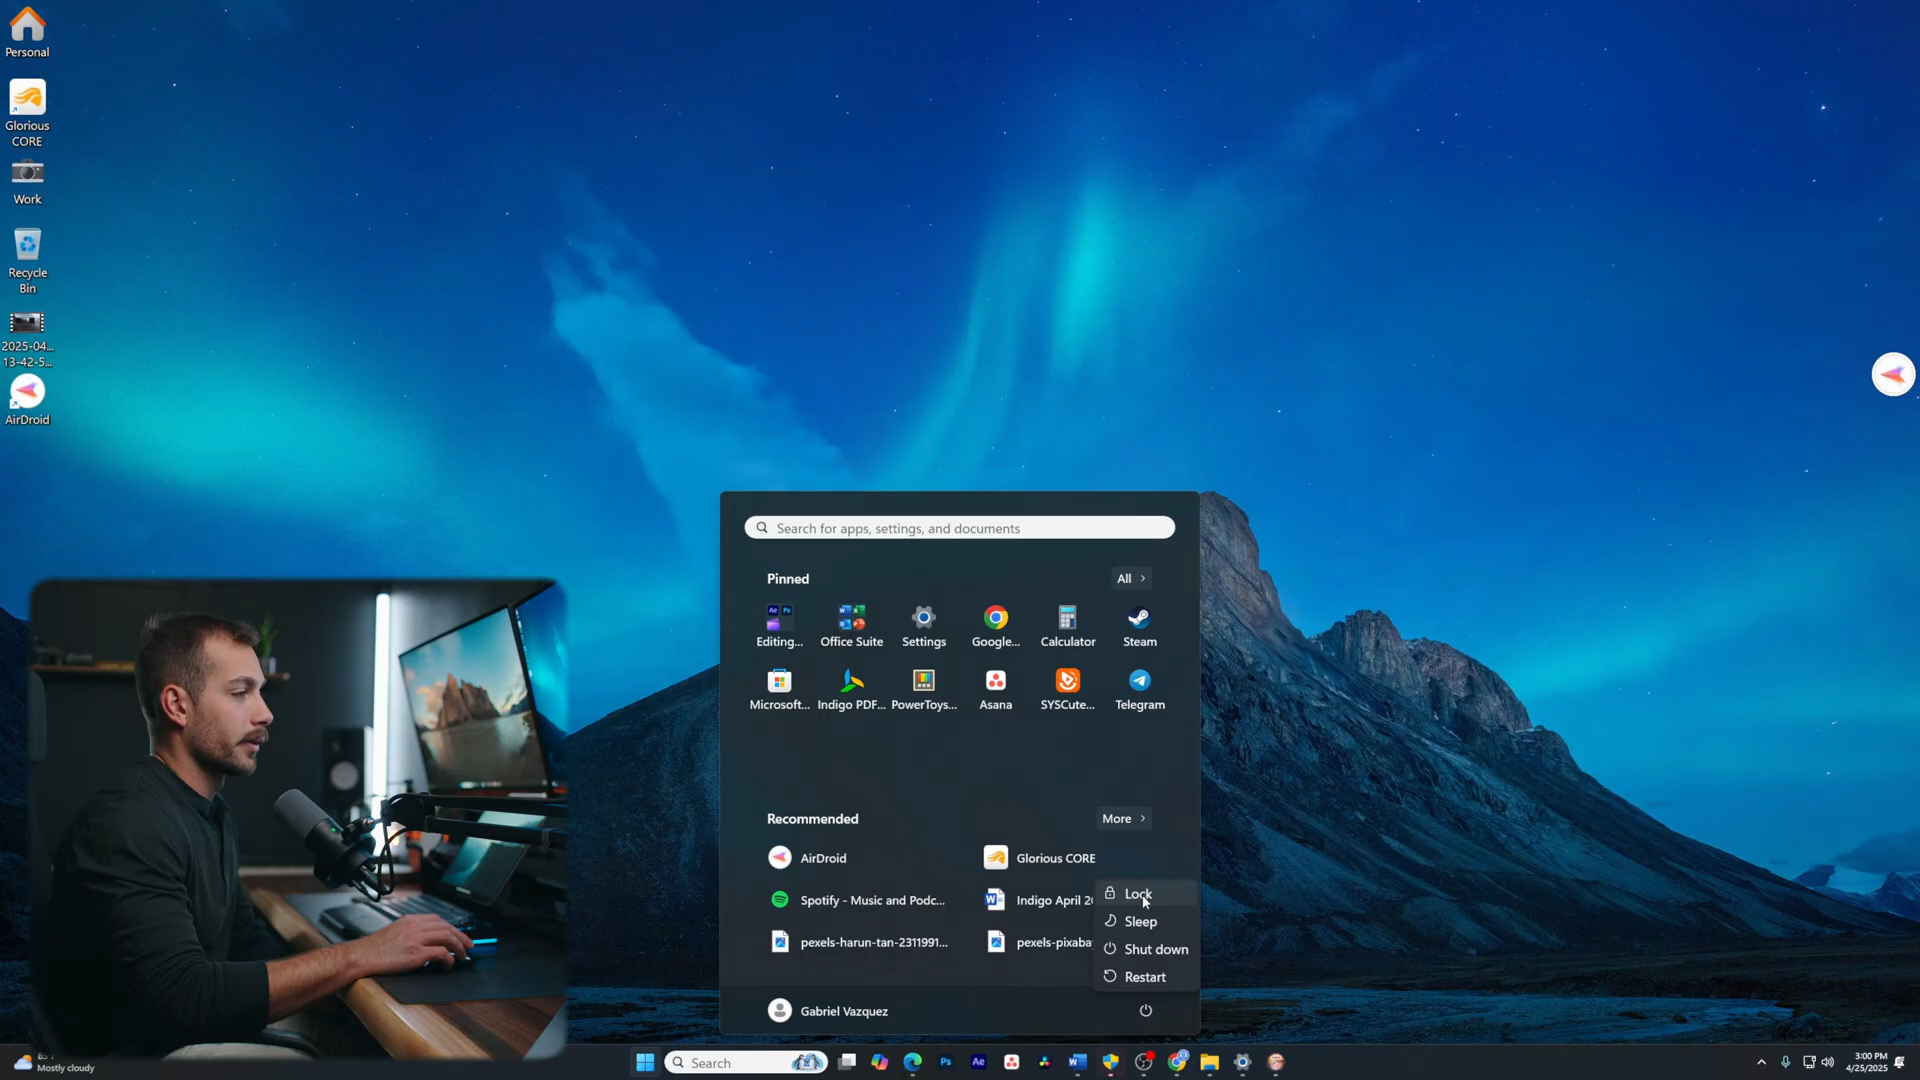 Personal
Glorious
CORE
Work
Recycle
Bin
2025-04...
13-42-5...
AirDroid
Search for apps, settings, and documents
Pinned
All
Editing...
Office Suite
Settings
Google...
Calculator
Steam
Microsoft...
Indigo PDF...
PowerToys...
Asana
SYSCute...
Telegram
Recommended
More
AirDroid
Glorious CORE
Spotify - Music and Podc...
Indigo April 2
pexels-harun-tan-2311991...
pexels-pixaba
Lock
Sleep
Shut down
Restart
Gabriel Vazquez
Mostly cloudy
Search
Ps
Ae
3:00 PM
4/25/2025